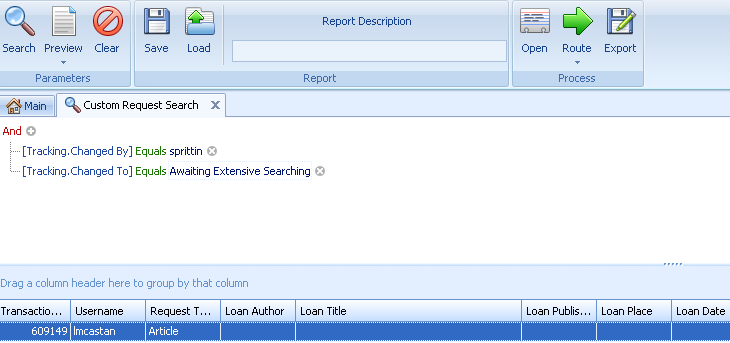 Report Description
Search Preview Clear Save Load Open Route Export
Parameters Report Process
Main Custom Request Search X
And
[Tracking.Changed By] Equals sprittin
[Tracking.Changed To] Equals Awaiting Extensive Searching
Drag a column header here to group by that column
Transactio... Username Request T... Loan Author Loan Title Loan Publis... Loan Place Loan Date
609149 lmcastan Article